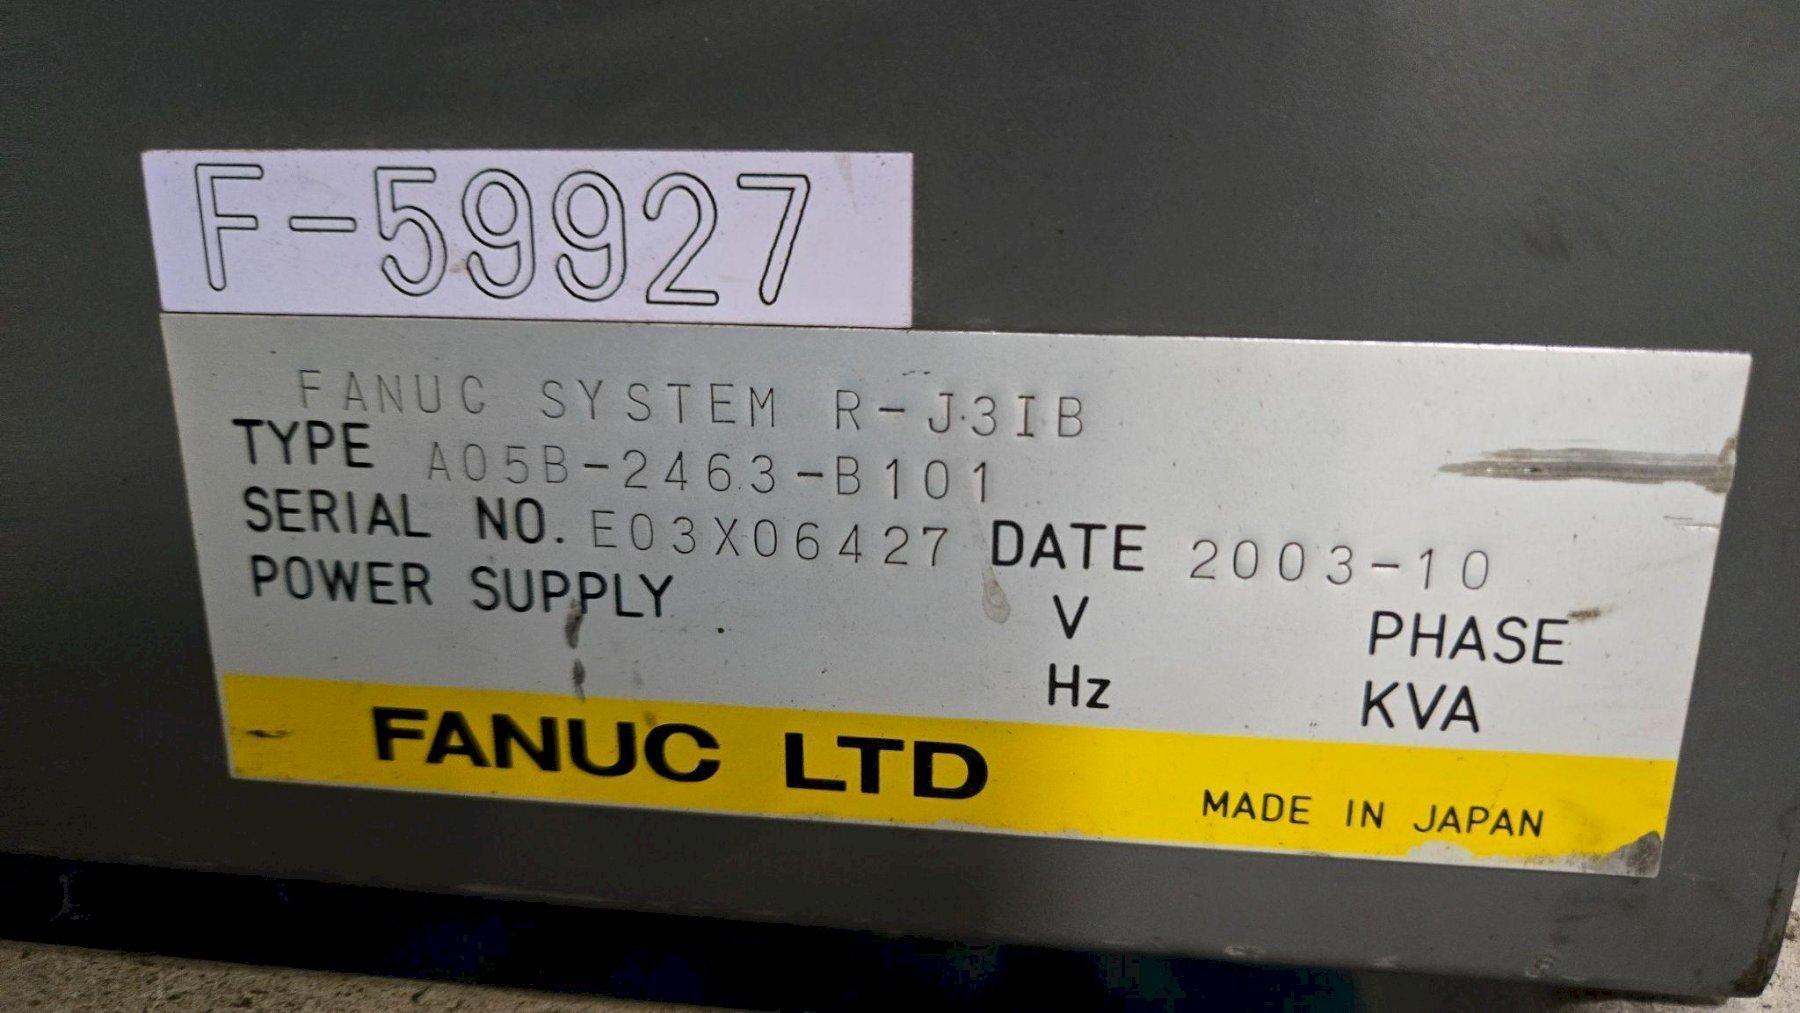 F-59927
FANUC SYSTEM R-J3IB
TYPE A05B-2463-B101
SERIAL NO. E03X06427 DATE 2003-10
POWER SUPPLY V PHASE
Hz KVA
FANUC LTD MADE IN JAPAN